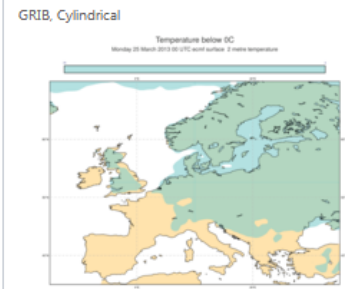 GRIB, Cylindrical
Temperature below 0C
Monday 25 March 2013 00 UTC ecmf surface 2 metre temperature